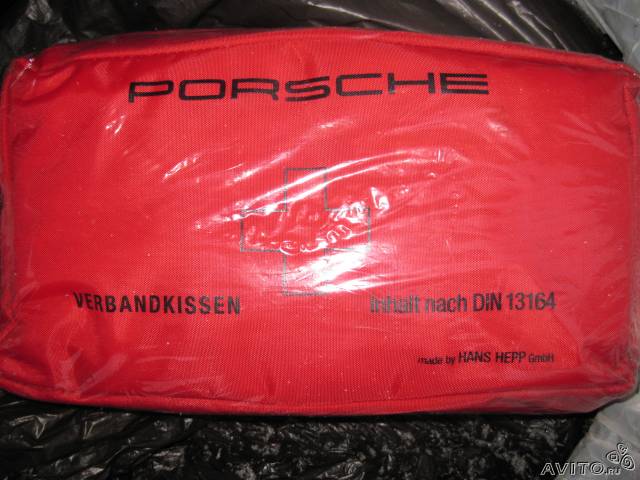 PORSCHE
VERBANDKISSEN
Inhalt nach DIN 13164
made by HANS HEPP GmbH
AVITO.ru